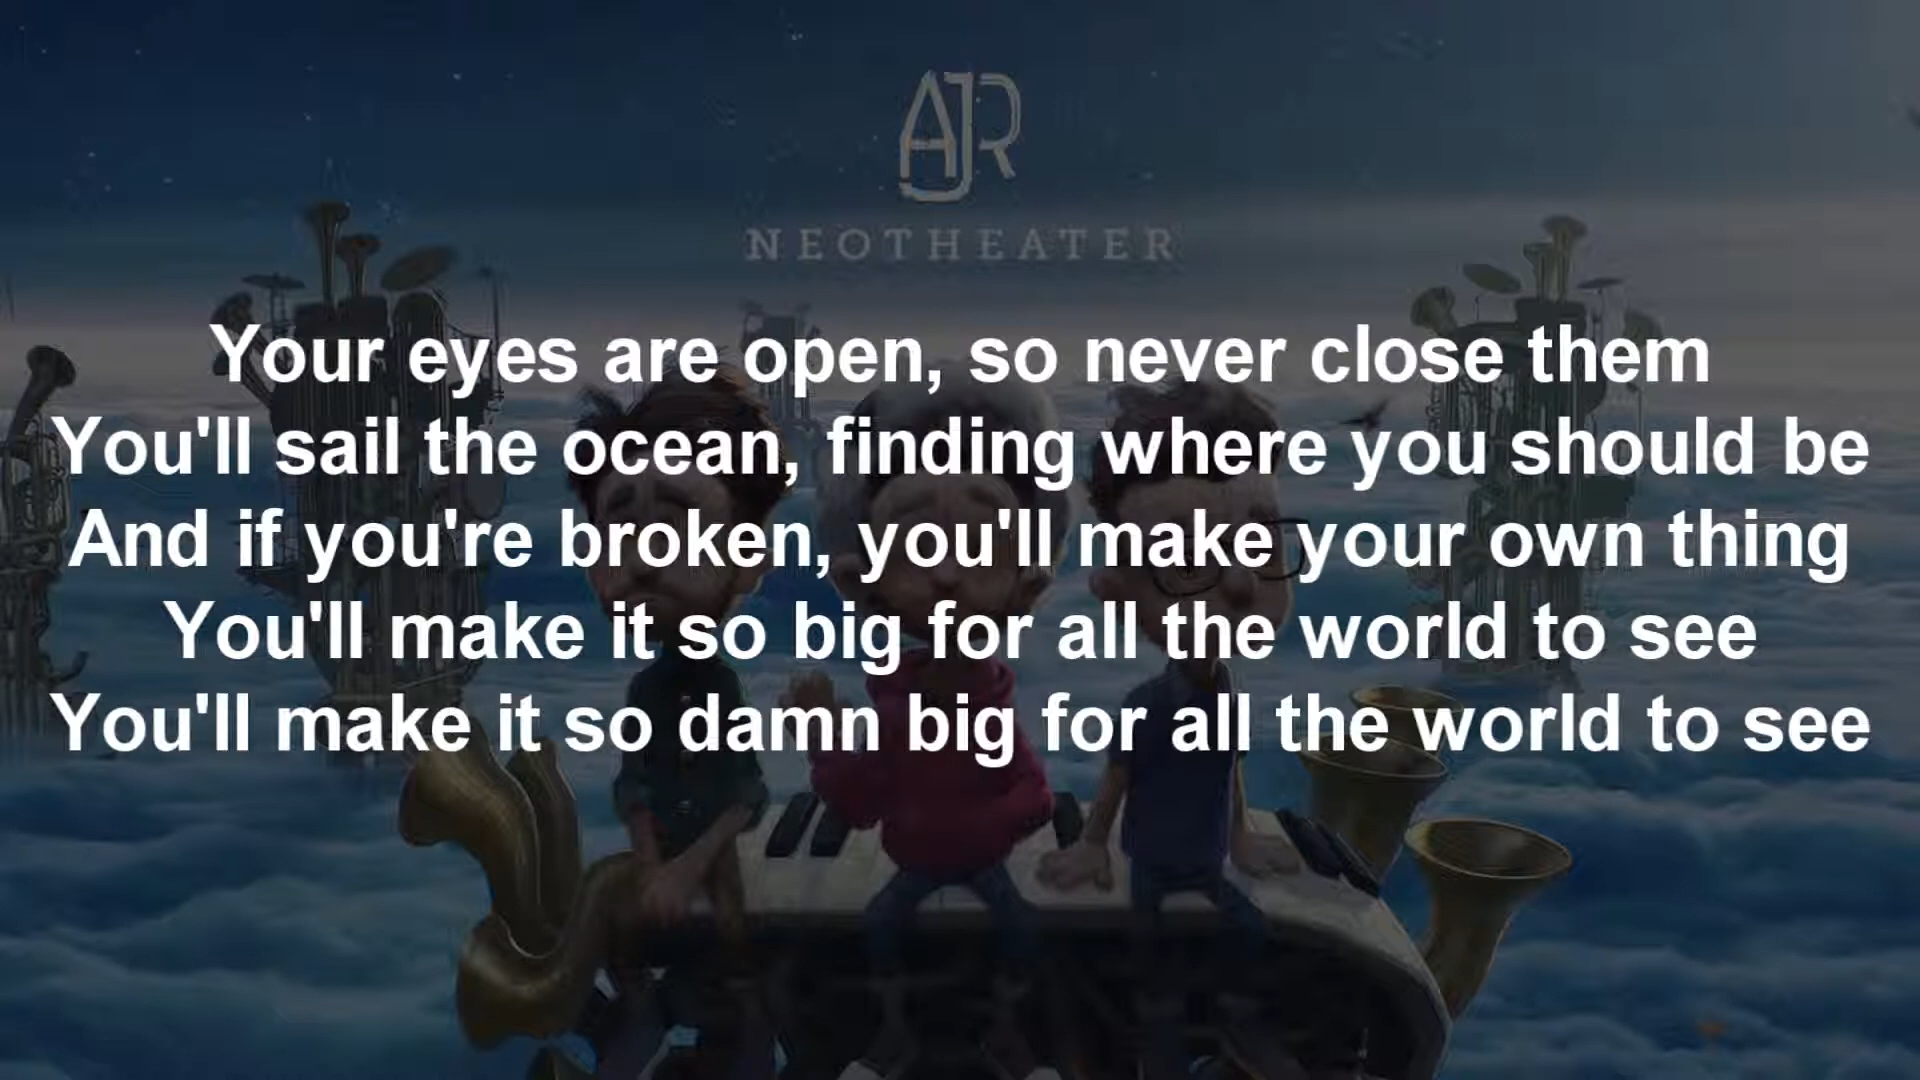 AJR
NEOTHEATER
Your eyes are open, so never close them
You'll sail the ocean, finding where you should be
And if you're broken, you'll make your own thing
You'll make it so big for all the world to see
You'll make it so damn big for all the world to see